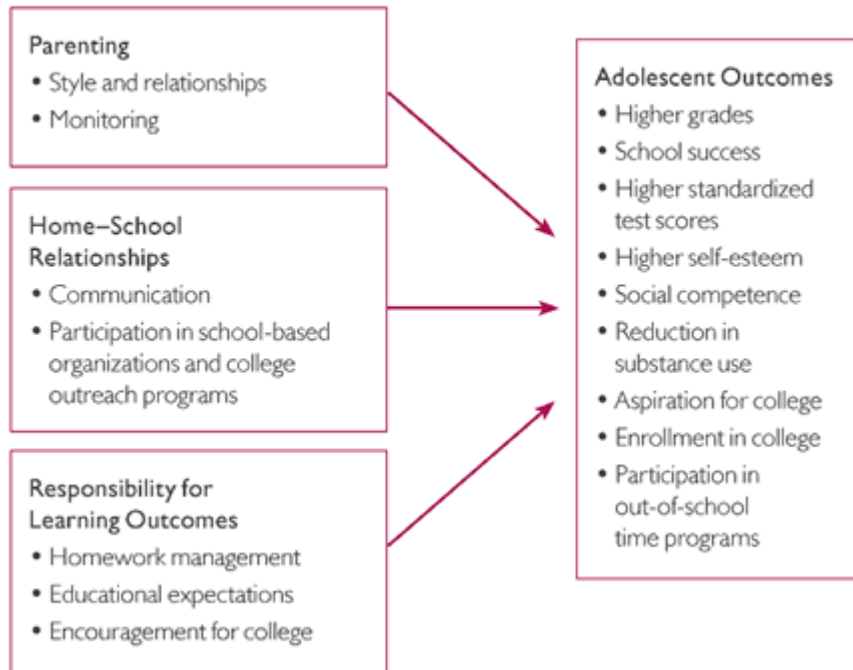 Parenting
• Style and relationships
• Monitoring
Home–School
Relationships
• Communication
• Participation in school-based
organizations and college
outreach programs
Responsibility for
Learning Outcomes
• Homework management
• Educational expectations
• Encouragement for college
Adolescent Outcomes
• Higher grades
• School success
• Higher standardized
test scores
• Higher self-esteem
• Social competence
• Reduction in
substance use
• Aspiration for college
• Enrollment in college
• Participation in
out-of-school
time programs